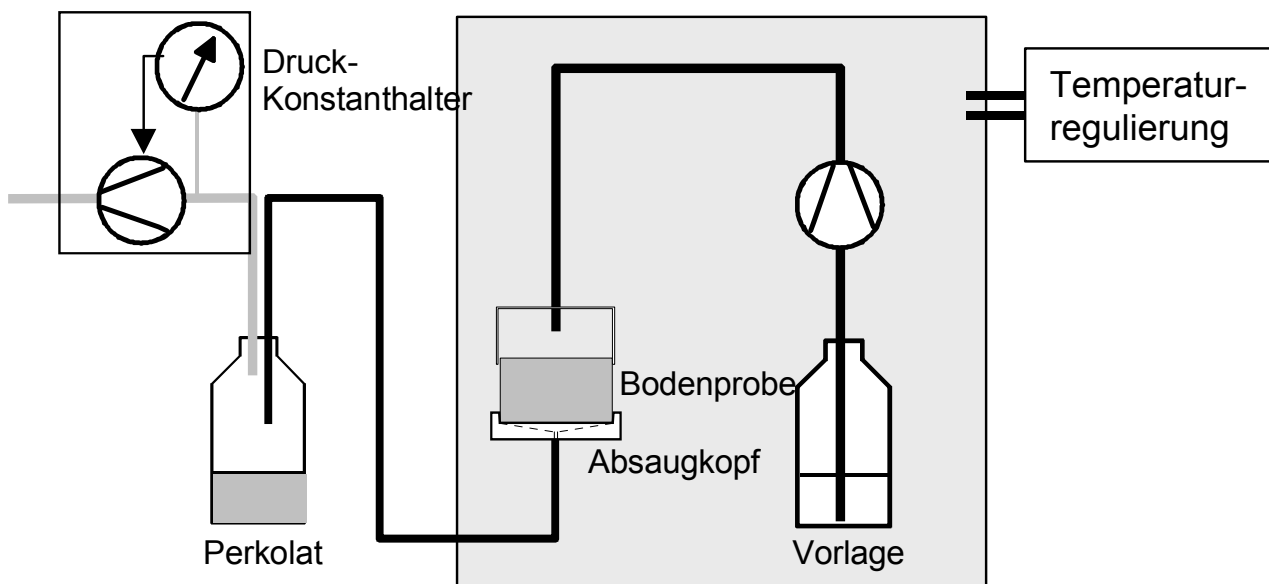 Druck-
Konstanthalter
Temperatur-
regulierung
Bodenprobe
Absaugkopf
Perkolat
Vorlage